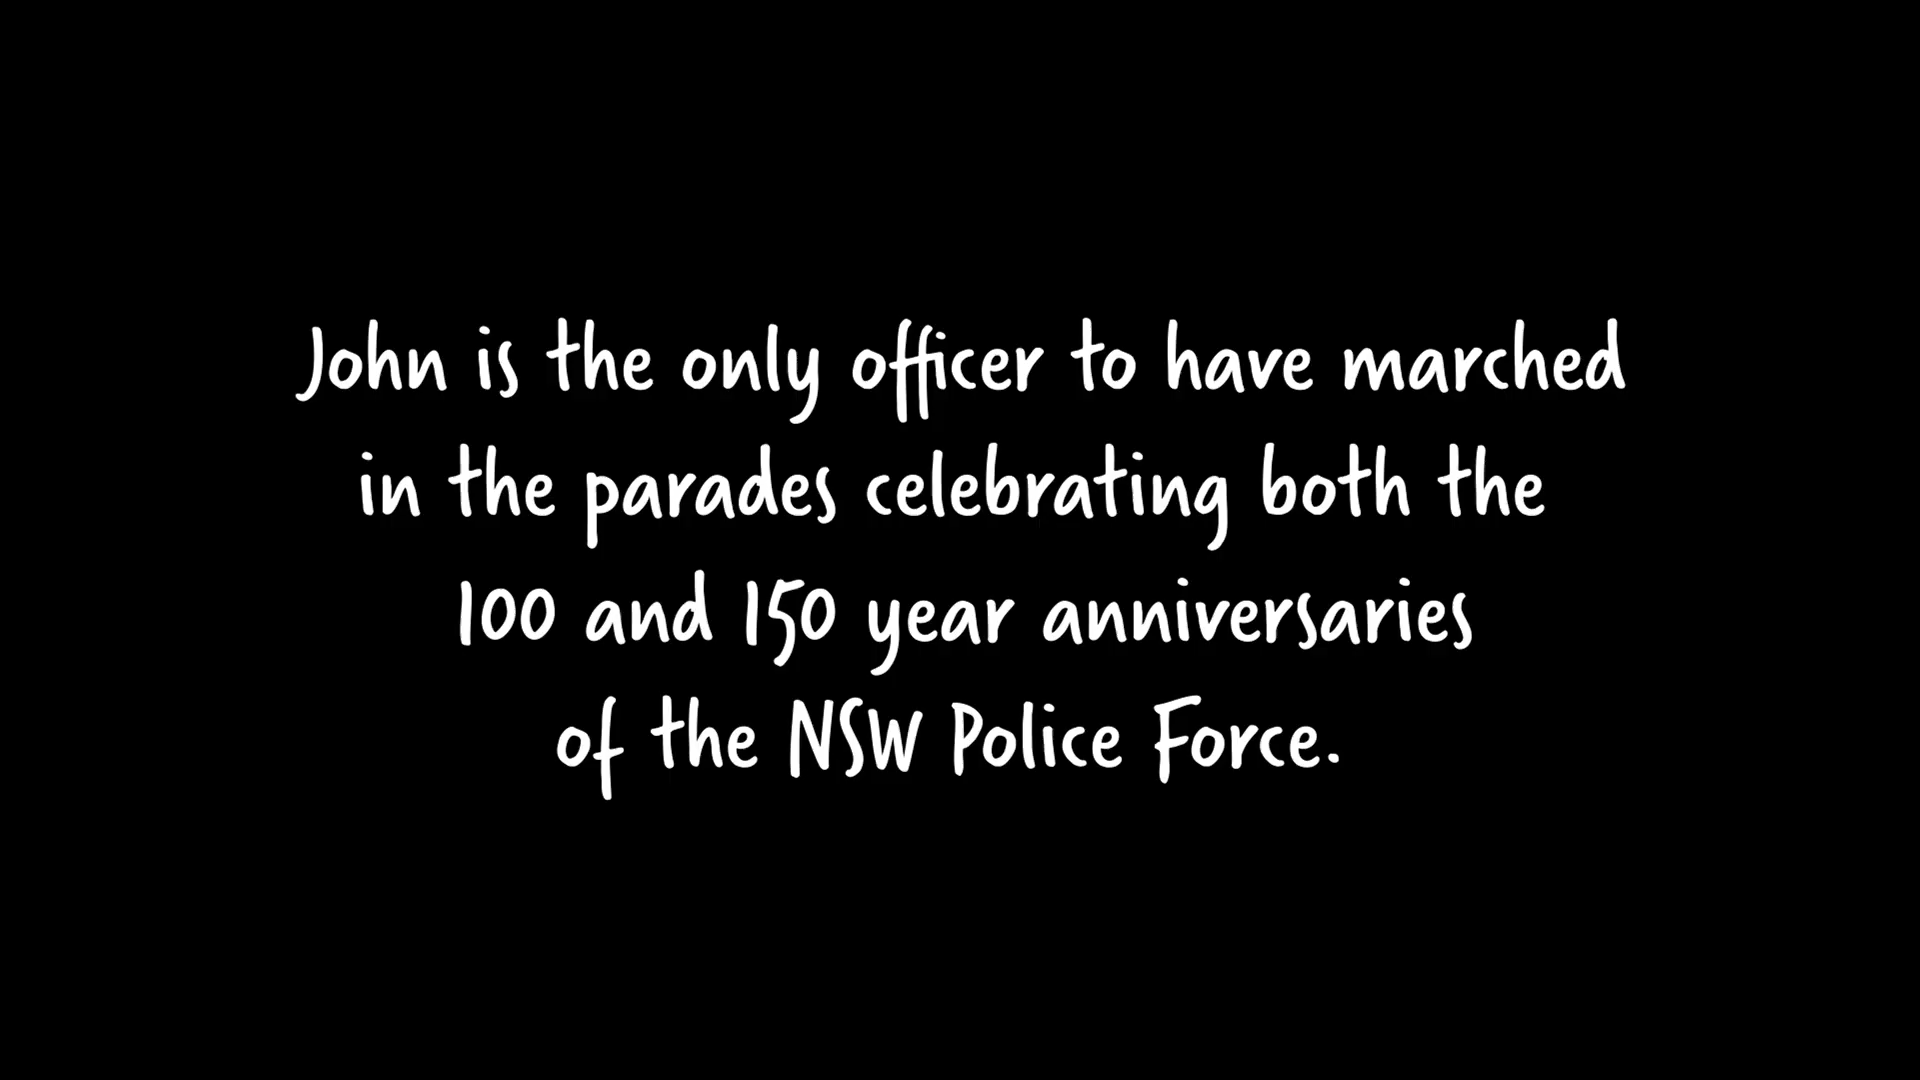 John is the only officer to have marched
in the parades celebrating both the
100 and 150 year anniversaries
of the NSW Police Force.